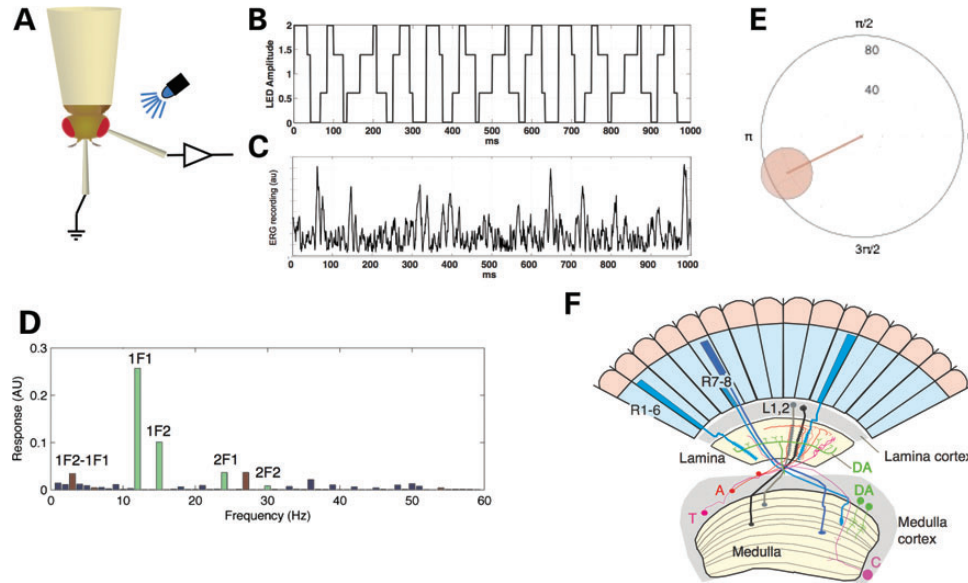 A
B
LED Amplitude
2
1.5
1
0.5
0
0 100 200 300 400 500 600 700 800 900 1000
ms
C
ERG recording (au)
0 100 200 300 400 500 600 700 800 900 1000
ms
E
π/2
80
40
π
3π/2
D
Response (AU)
0.3
0.2
0.1
0
1F1
1F2
1F2-1F1
2F1
2F2
0 10 20 30 40 50 60
Frequency (Hz)
F
R7-8
R1-6
L1,2
Lamina
Lamina cortex
DA
A
DA
T
Medulla
cortex
Medulla
C